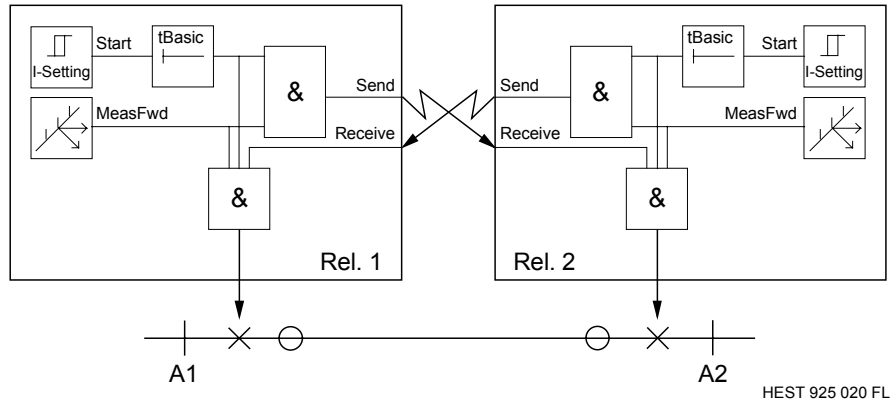 Start
tBasic
I-Setting
MeasFwd
&
Send
Receive
&
Rel. 1
tBasic
Start
I-Setting
Send
&
MeasFwd
Receive
&
Rel. 2
A1
A2
HEST 925 020 FL